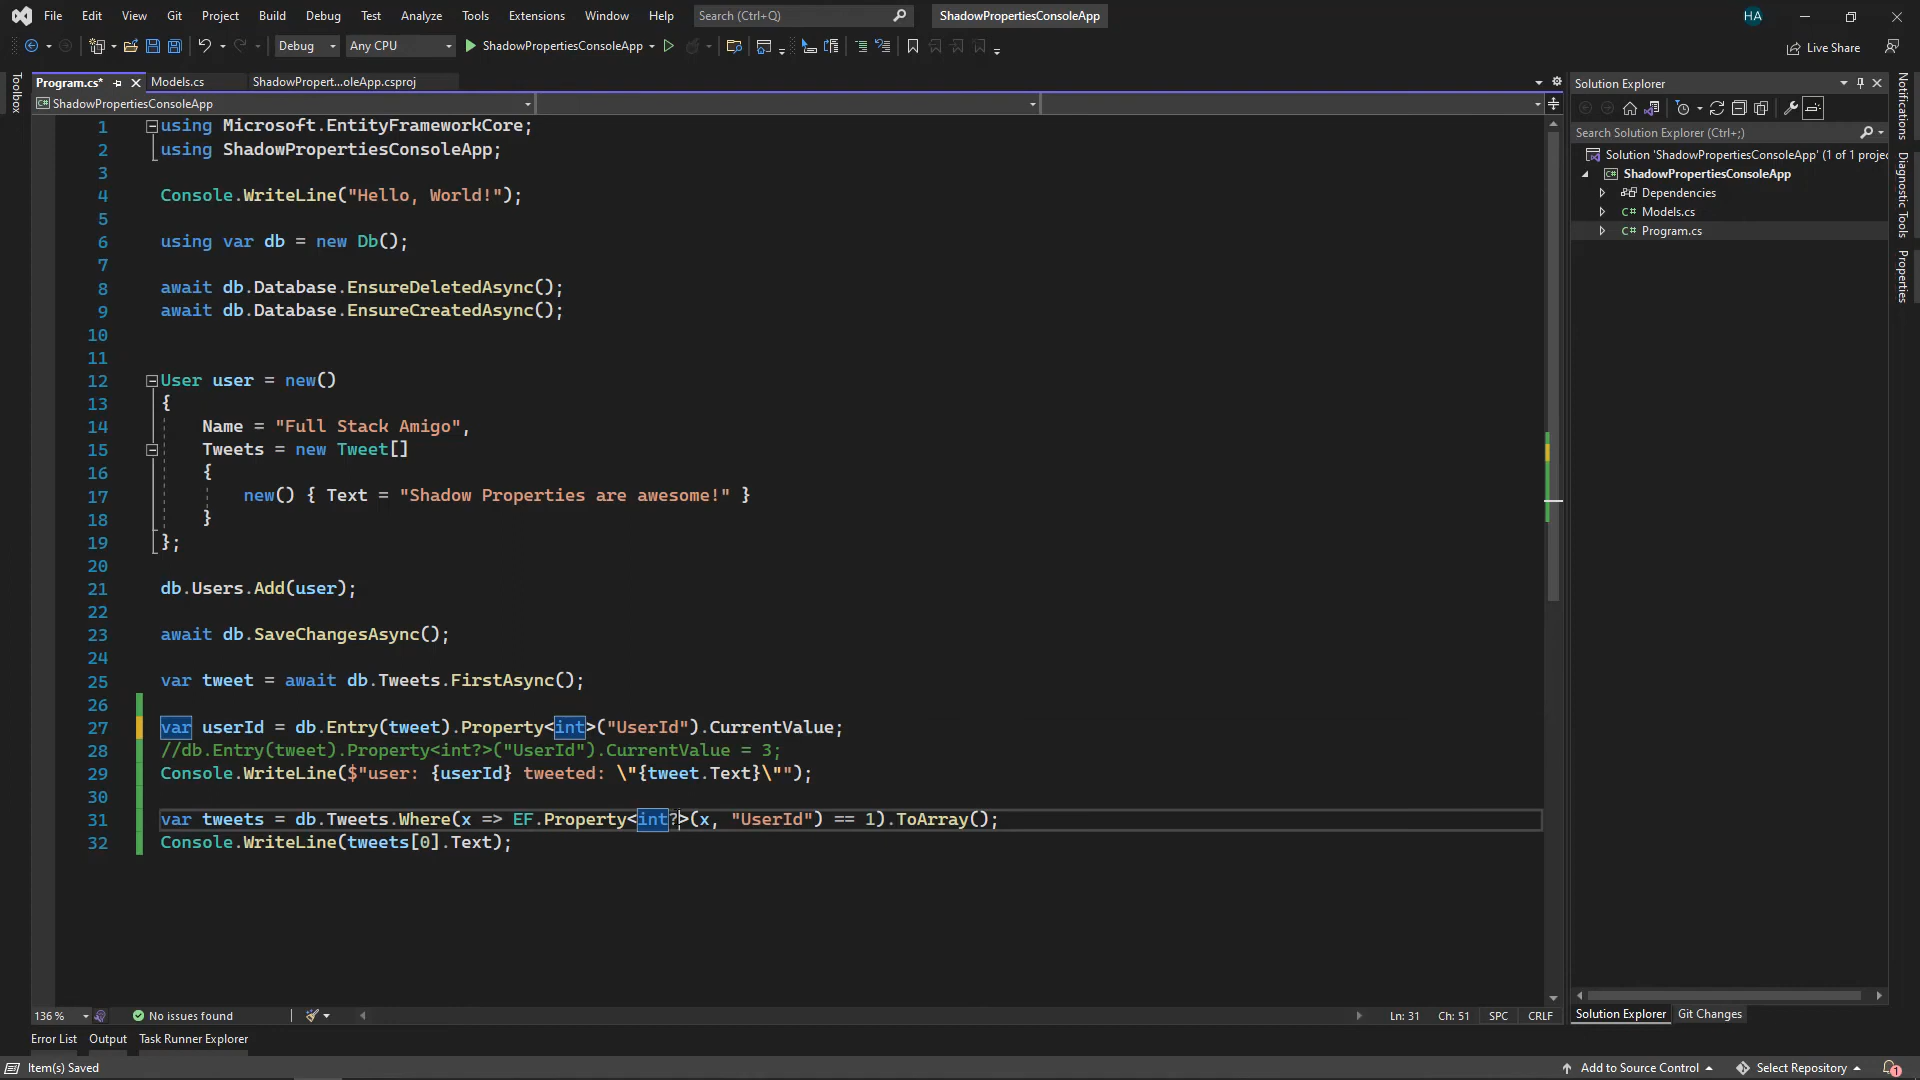 File Edit View Git Project Build Debug Test Analyze Tools Extensions Window Help Search (Ctrl+Q) ShadowPropertiesConsoleApp HA
Debug Any CPU ShadowPropertiesConsoleApp Live Share
Toolbox
Program.cs* Models.cs ShadowPropert...oleApp.csproj
ShadowPropertiesConsoleApp
1 using Microsoft.EntityFrameworkCore;
2 using ShadowPropertiesConsoleApp;
3
4 Console.WriteLine("Hello, World!");
5
6 using var db = new Db();
7
8 await db.Database.EnsureDeletedAsync();
9 await db.Database.EnsureCreatedAsync();
10
11
12 User user = new()
13 {
14 Name = "Full Stack Amigo",
15 Tweets = new Tweet[]
16 {
17 new() { Text = "Shadow Properties are awesome!" }
18 }
19 };
20
21 db.Users.Add(user);
22
23 await db.SaveChangesAsync();
24
25 var tweet = await db.Tweets.FirstAsync();
26
27 var userId = db.Entry(tweet).Property<int>("UserId").CurrentValue;
28 //db.Entry(tweet).Property<int?>("UserId").CurrentValue = 3;
29 Console.WriteLine($"user: {userId} tweeted: \"{tweet.Text}\"");
30
31 var tweets = db.Tweets.Where(x => EF.Property<int?>(x, "UserId") == 1).ToArray();
32 Console.WriteLine(tweets[0].Text);
Solution Explorer
Search Solution Explorer (Ctrl+;)
Solution 'ShadowPropertiesConsoleApp' (1 of 1 projec
ShadowPropertiesConsoleApp
Dependencies
C# Models.cs
C# Program.cs
Notifications
Diagnostic Tools
Properties
136 % No issues found Ln: 31 Ch: 51 SPC CRLF
Solution Explorer Git Changes
Error List Output Task Runner Explorer
Item(s) Saved Add to Source Control Select Repository 1